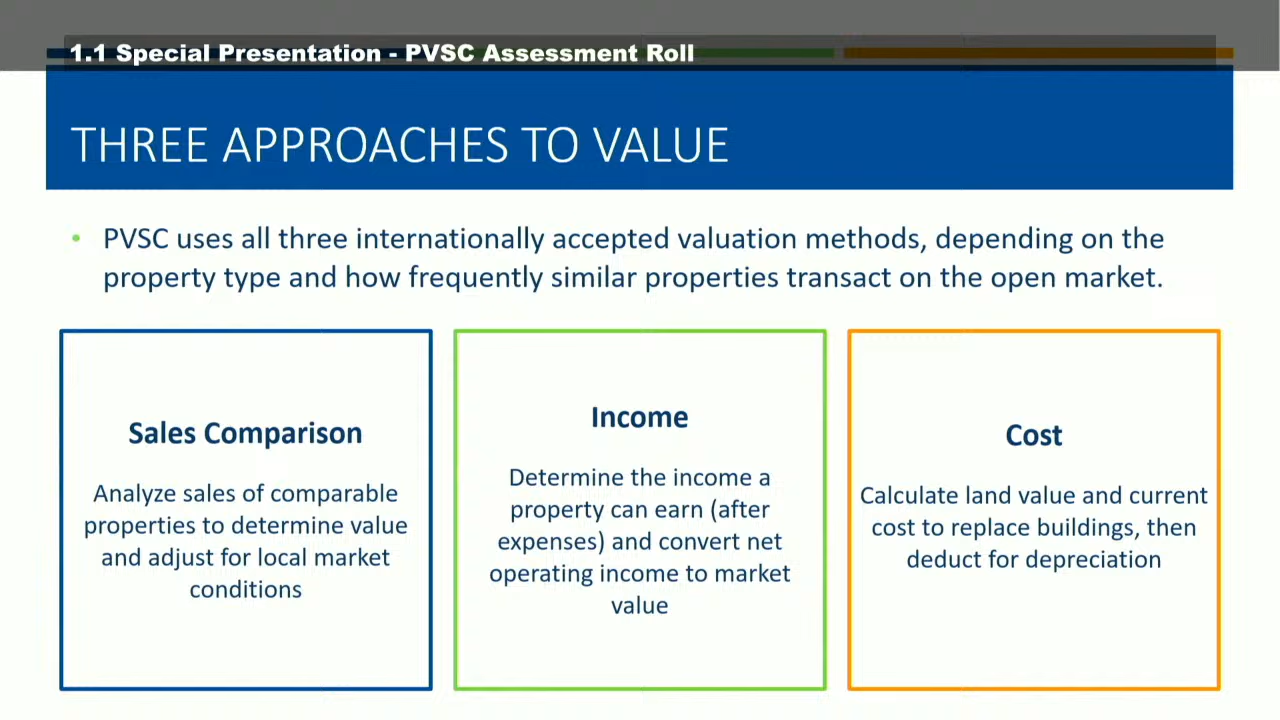 1.1 Special Presentation - PVSC Assessment Roll
THREE APPROACHES TO VALUE
• PVSC uses all three internationally accepted valuation methods, depending on the
property type and how frequently similar properties transact on the open market.
Sales Comparison
Analyze sales of comparable
properties to determine value
and adjust for local market
conditions
Income
Determine the income a
property can earn (after
expenses) and convert net
operating income to market
value
Cost
Calculate land value and current
cost to replace buildings, then
deduct for depreciation